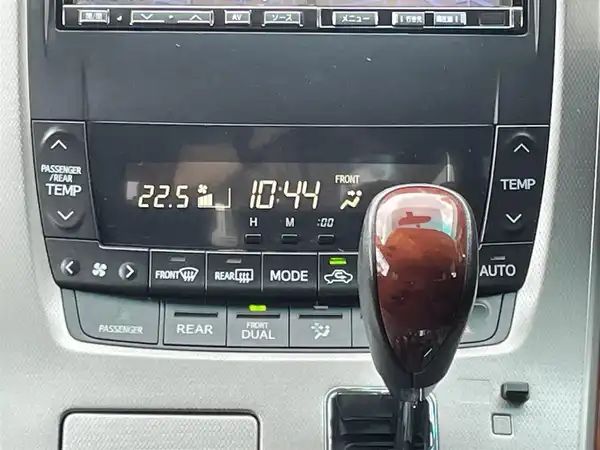 AV ソース メニュー
PASSENGER
/REAR
TEMP
FRONT
22.5 10:44
TEMP
H M :00
FRONT REAR MODE AUTO
PASSENGER REAR FRONT
DUAL